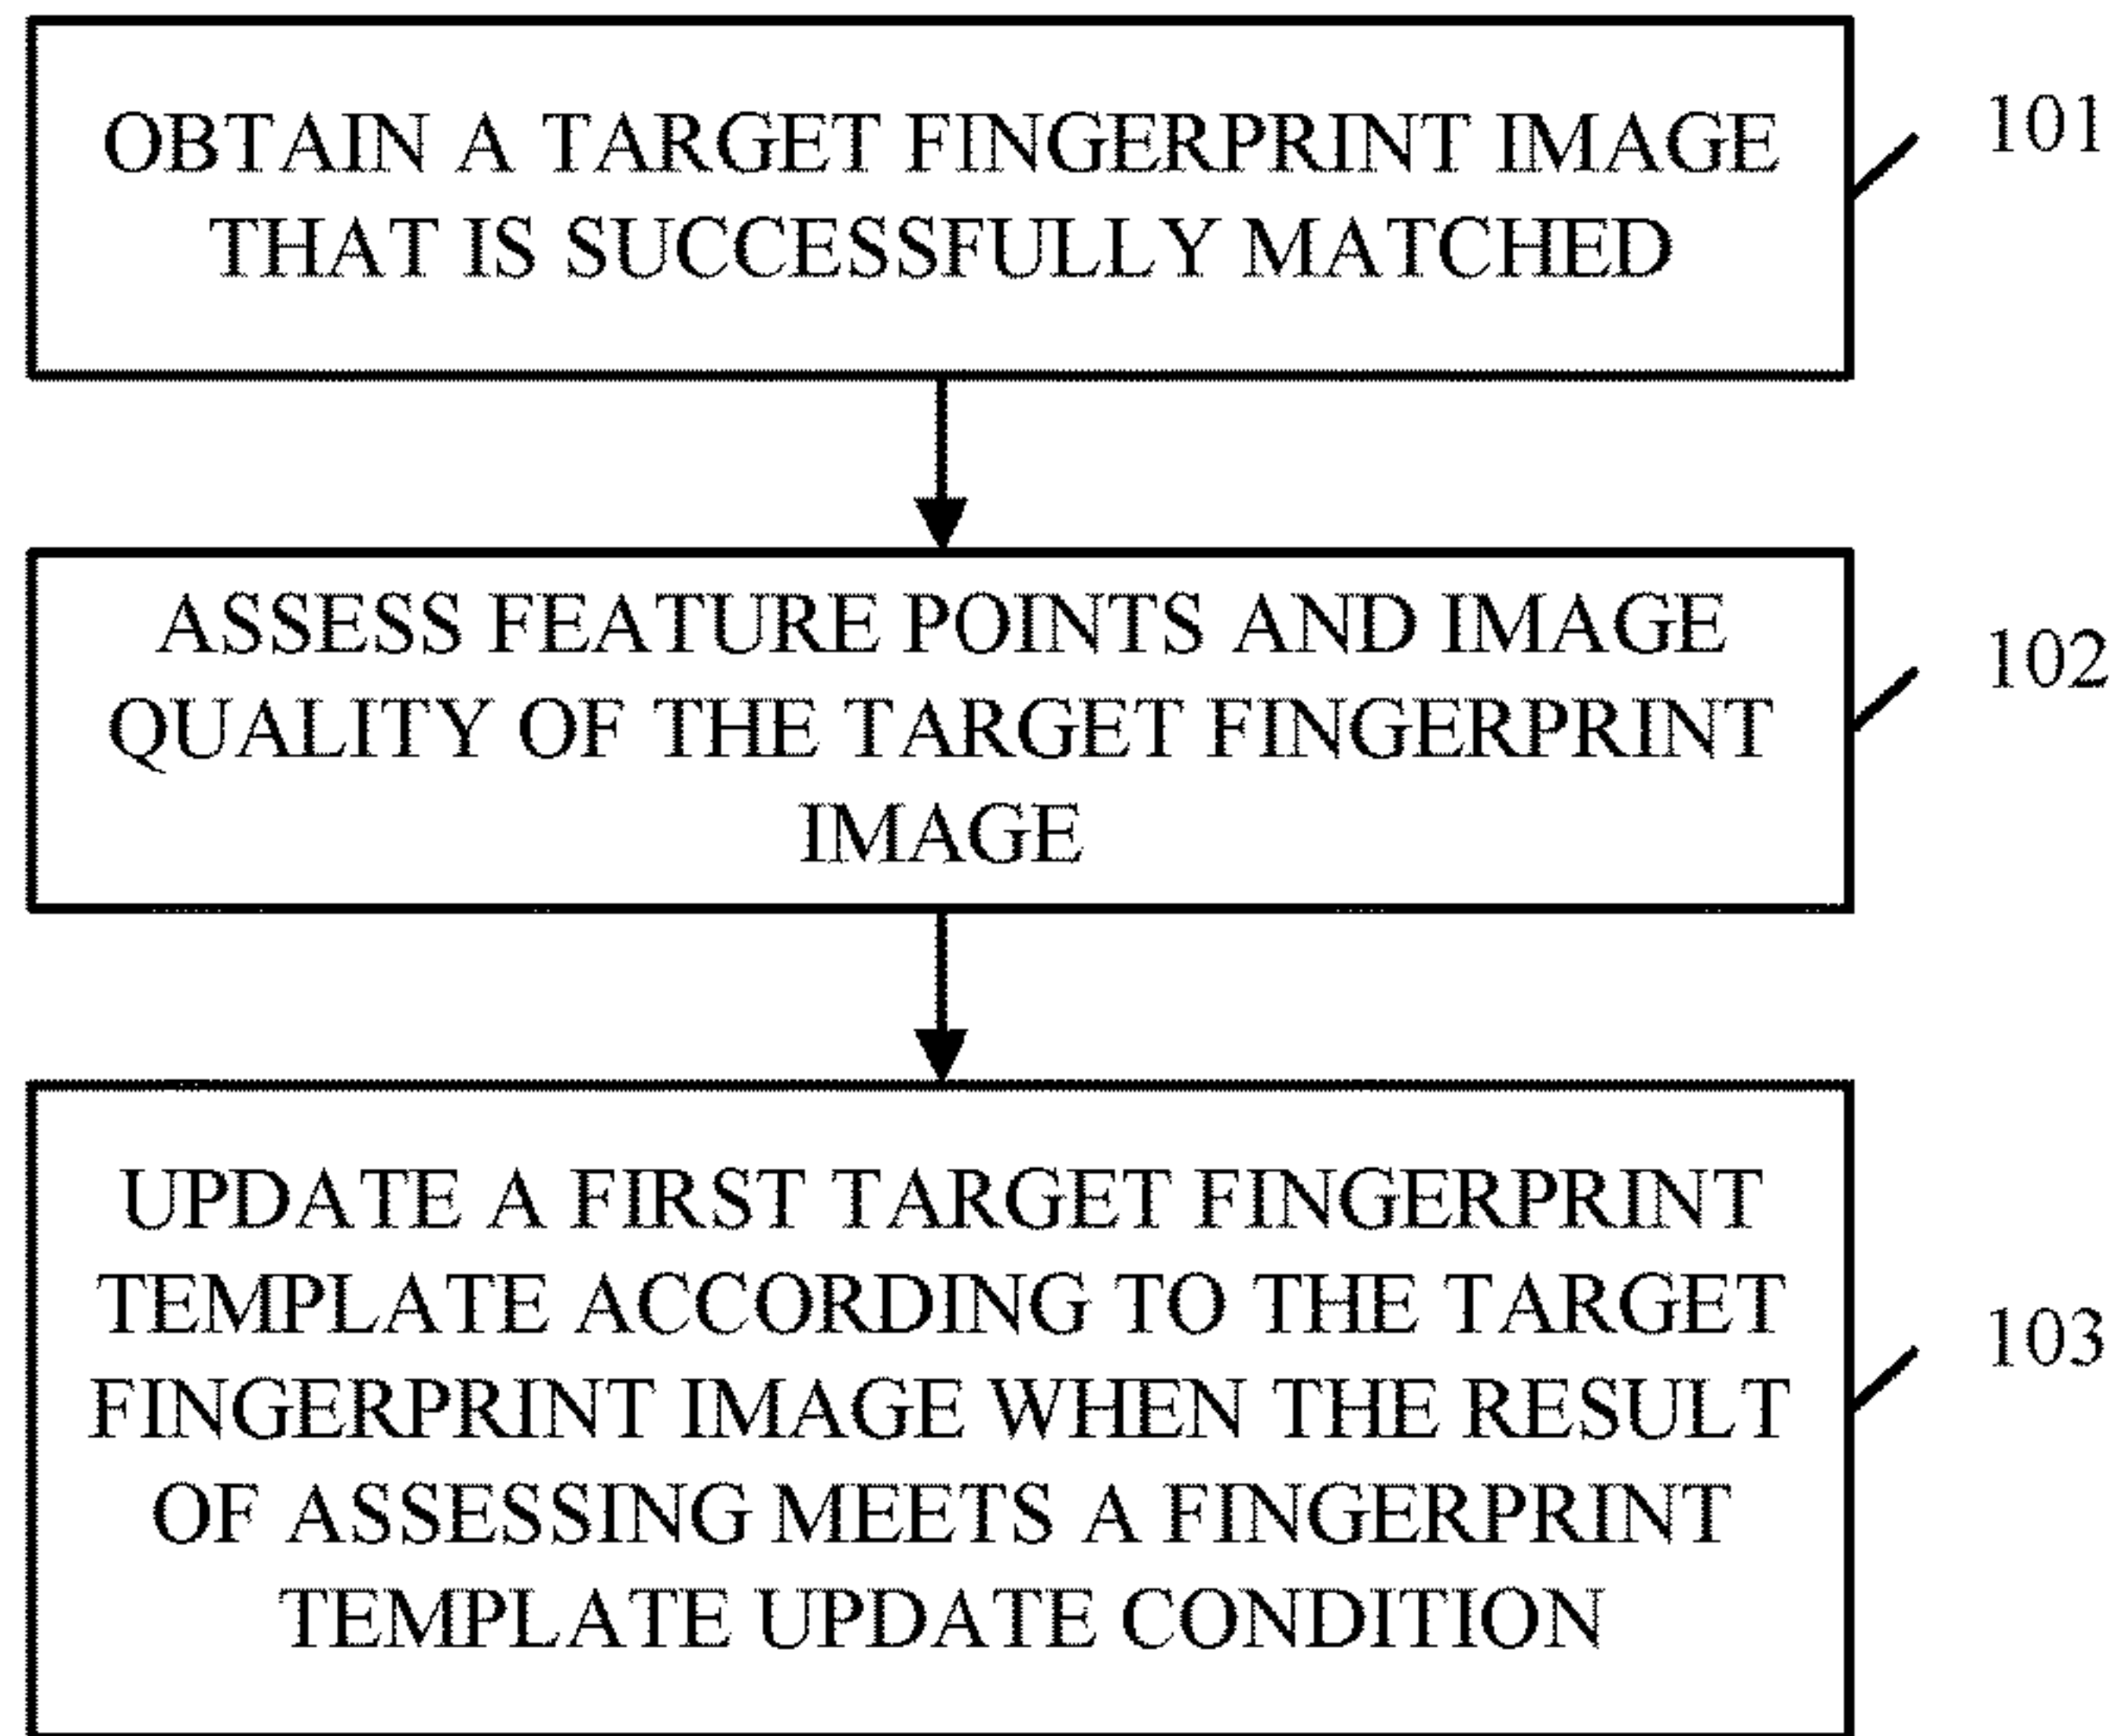 OBTAIN A TARGET FINGERPRINT IMAGE
THAT IS SUCCESSFULLY MATCHED
101
ASSESS FEATURE POINTS AND IMAGE
QUALITY OF THE TARGET FINGERPRINT
IMAGE
102
UPDATE A FIRST TARGET FINGERPRINT
TEMPLATE ACCORDING TO THE TARGET
FINGERPRINT IMAGE WHEN THE RESULT
OF ASSESSING MEETS A FINGERPRINT
TEMPLATE UPDATE CONDITION
103